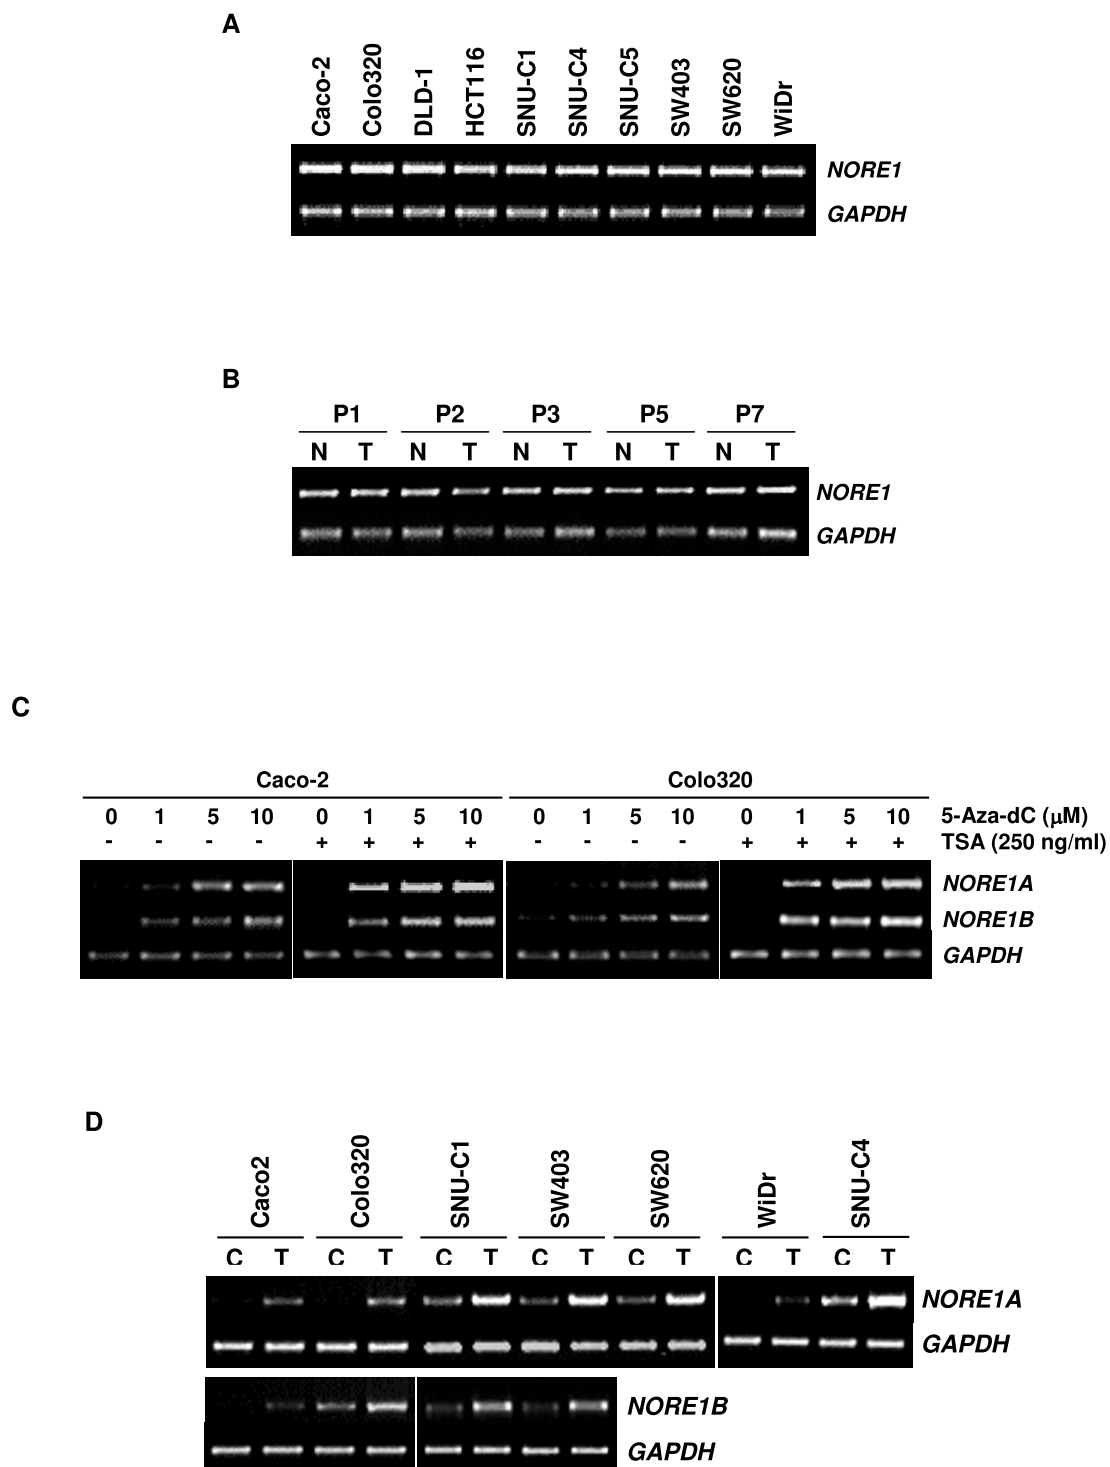 A
Caco-2 Colo320 DLD-1 HCT116 SNU-C1 SNU-C4 SNU-C5 SW403 SW620 WiDr
NORE1
GAPDH
B
P1 P2 P3 P5 P7
N T N T N T N T N T
NORE1
GAPDH
C
Caco-2 Colo320
0 1 5 10 0 1 5 10 0 1 5 10 0 1 5 10 5-Aza-dC (μM)
- - - - + + + + - - - - + + + + TSA (250 ng/ml)
NORE1A
NORE1B
GAPDH
D
Caco2 Colo320 SNU-C1 SW403 SW620 WiDr SNU-C4
C T C T C T C T C T C T C T
NORE1A
GAPDH
NORE1B
GAPDH